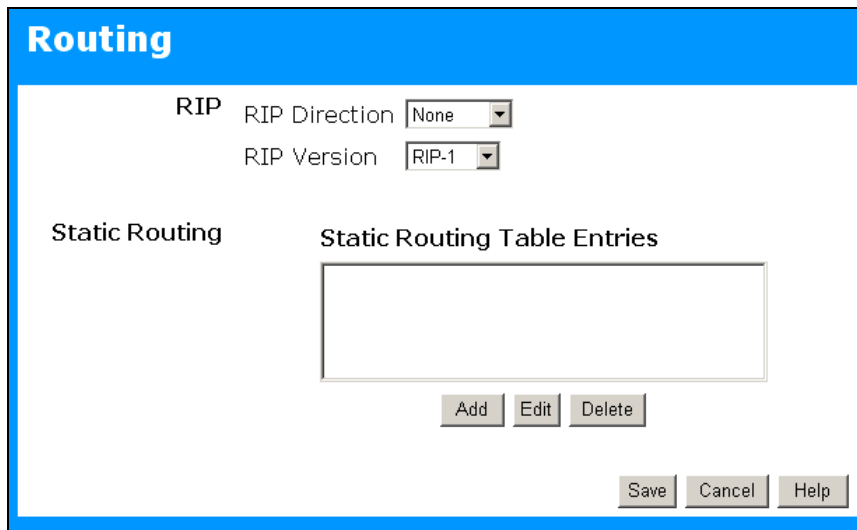 Routing
RIP RIP Direction None
RIP Version RIP-1
Static Routing Static Routing Table Entries
Add Edit Delete
Save Cancel Help